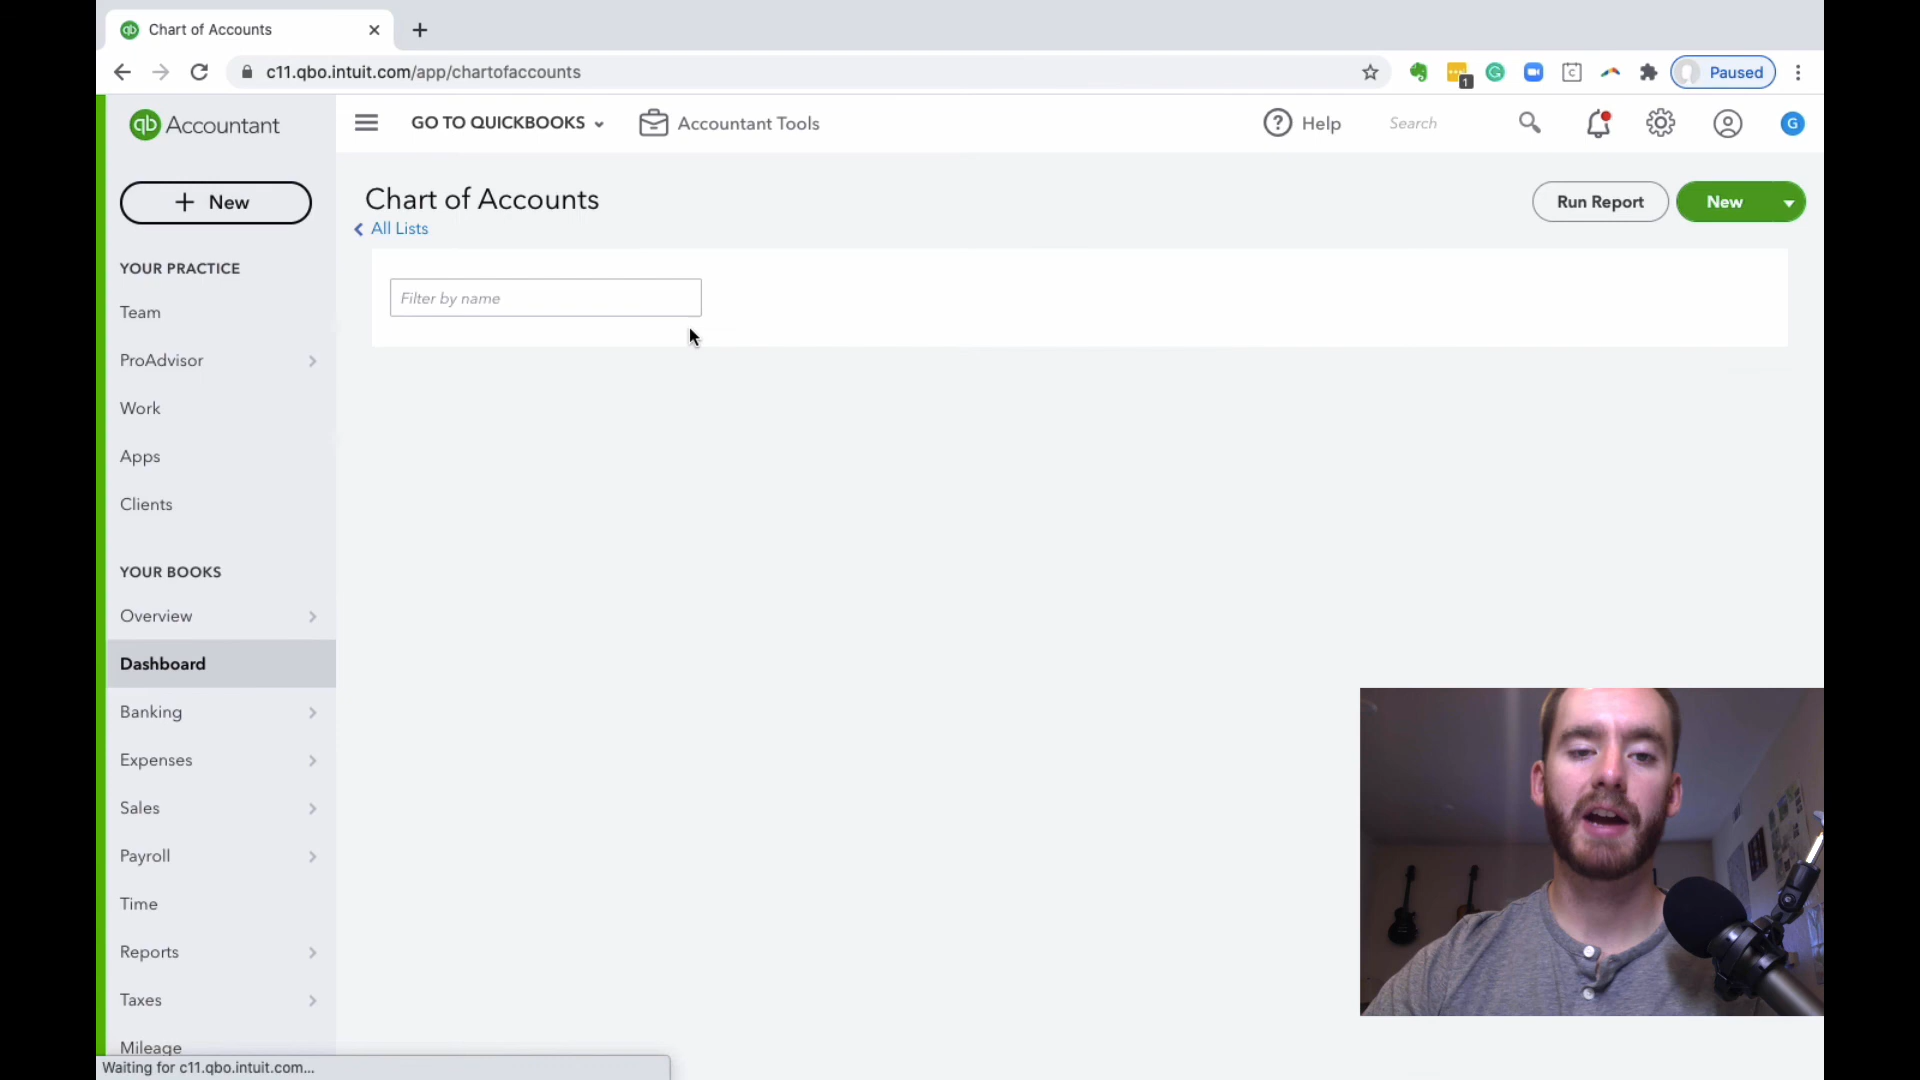 Chart of Accounts
c11.qbo.intuit.com/app/chartofaccounts
1
Paused
qb Accountant
GO TO QUICKBOOKS
Accountant Tools
Help
Search
G
New
Chart of Accounts
All Lists
Run Report
New
Filter by name
YOUR PRACTICE
Team
ProAdvisor
Work
Apps
Clients
YOUR BOOKS
Overview
Dashboard
Banking
Expenses
Sales
Payroll
Time
Reports
Taxes
Mileage
Waiting for c11.qbo.intuit.com...